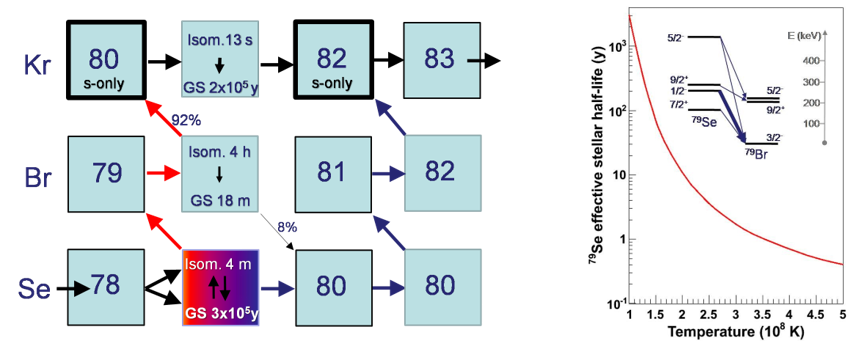 Kr
80
s-only
Isom.13 s
GS 2x10⁵y
82
s-only
83
92%
Br
79
Isom. 4 h
GS 18 m
81
82
8%
Se
78
Isom. 4 m
GS 3x10⁵y
80
80
⁷⁹Se effective stellar half-life (y)
10³
10²
10
1
10⁻¹
1 1.5 2 2.5 3 3.5 4 4.5 5
Temperature (10⁸ K)
5/2⁻
9/2⁺
1/2⁻
7/2⁺
⁷⁹Se
5/2⁻
9/2⁺
3/2⁻
⁷⁹Br
E (keV)
400
300
200
100